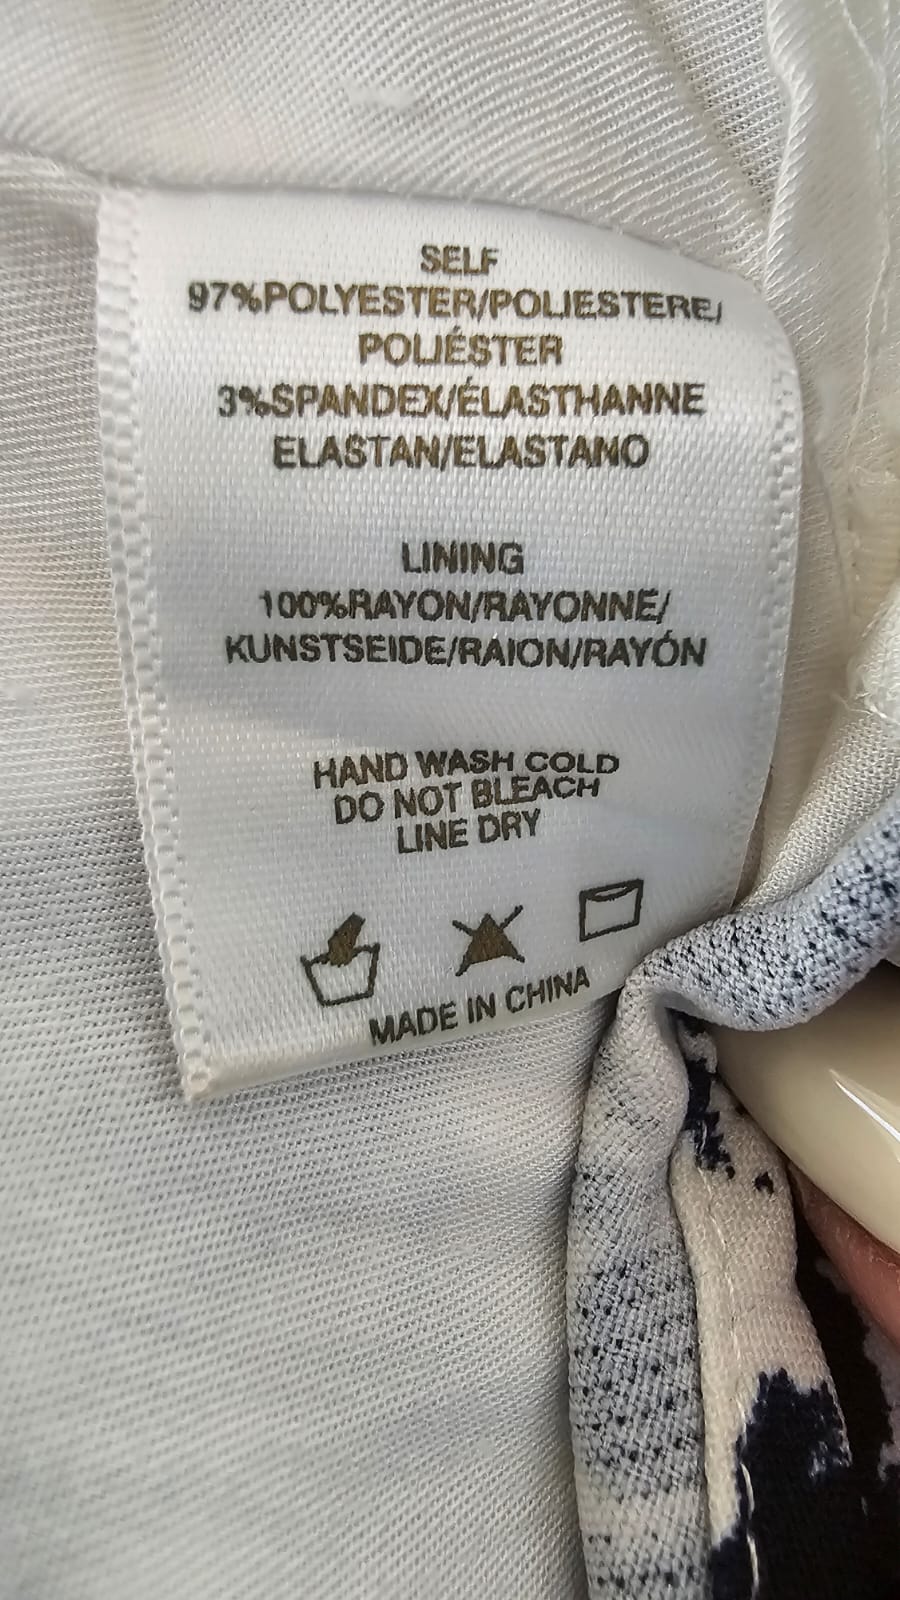 SELF
97%POLYESTER/POLIESTERE/
POLIÉSTER
3%SPANDEX/ÉLASTHANNE
ELASTAN/ELASTANO
LINING
100%RAYON/RAYONNE/
KUNSTSEIDE/RAION/RAYÓN
HAND WASH COLD
DO NOT BLEACH
LINE DRY
MADE IN CHINA